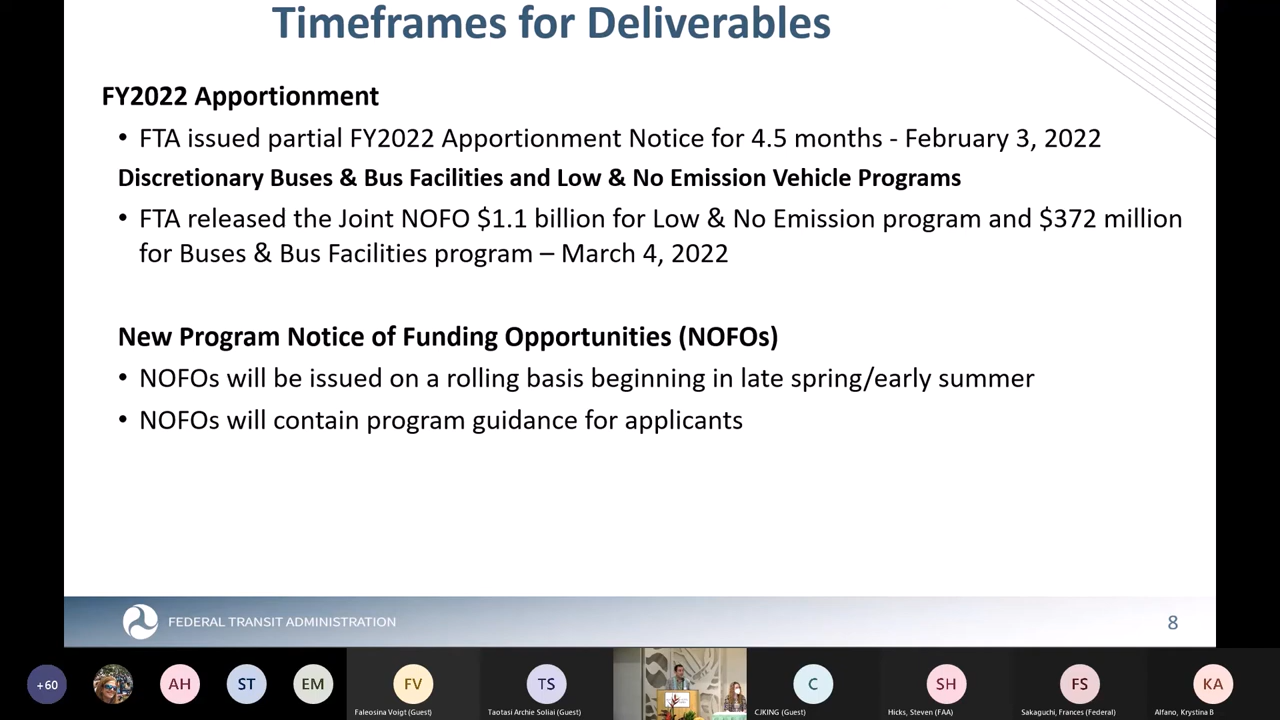 Timeframes for Deliverables
FY2022 Apportionment
• FTA issued partial FY2022 Apportionment Notice for 4.5 months - February 3, 2022
Discretionary Buses & Bus Facilities and Low & No Emission Vehicle Programs
• FTA released the Joint NOFO $1.1 billion for Low & No Emission program and $372 million
for Buses & Bus Facilities program – March 4, 2022
New Program Notice of Funding Opportunities (NOFOs)
• NOFOs will be issued on a rolling basis beginning in late spring/early summer
• NOFOs will contain program guidance for applicants
FEDERAL TRANSIT ADMINISTRATION
8
+60
AH
ST
EM
FV
TS
C
SH
FS
KA
Faleosina Voigt (Guest)
Taotasi Archie Soliai (Guest)
CJKING (Guest)
Hicks, Steven (FAA)
Sakaguchi, Frances (Federal)
Alfano, Krystina B